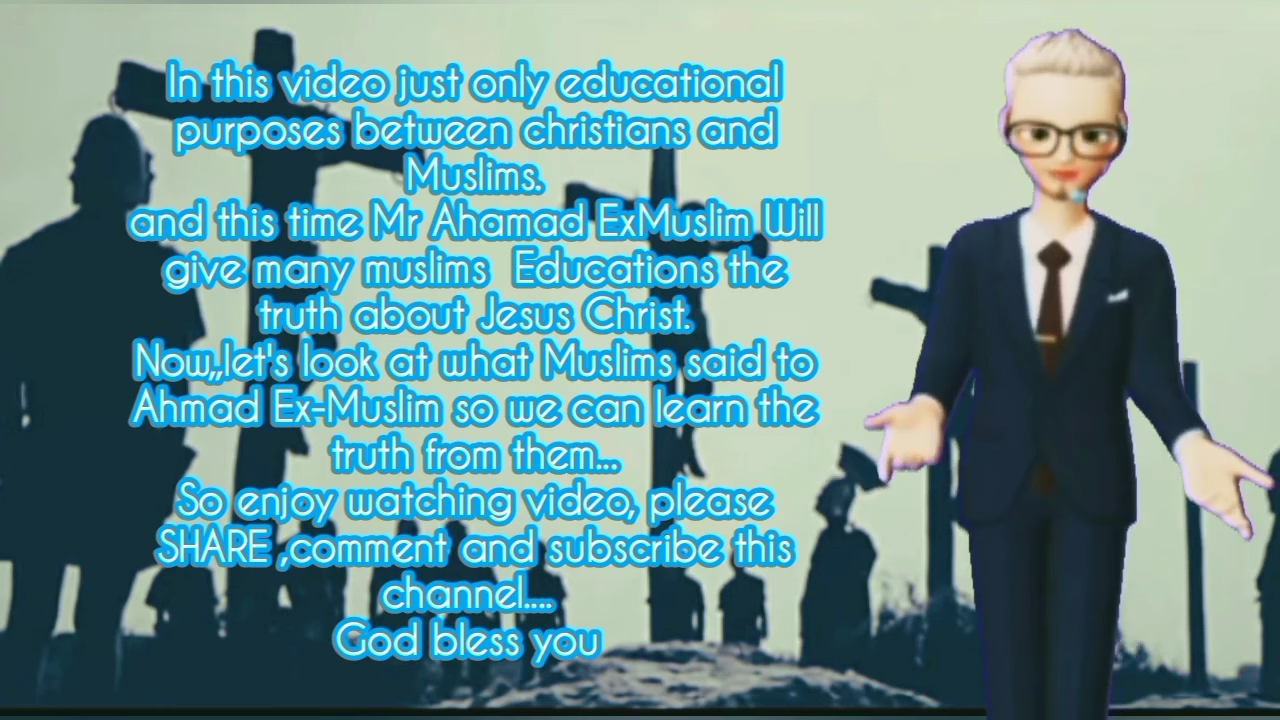 In this video just only educational
purposes between christians and
Muslims.
and this time Mr Ahamad ExMuslim Will
give many muslims Educations the
truth about Jesus Christ.
Now,,let's look at what Muslims said to
Ahmad Ex-Muslim so we can learn the
truth from them...
So enjoy watching video, please
SHARE ,comment and subscribe this
channel....
God bless you